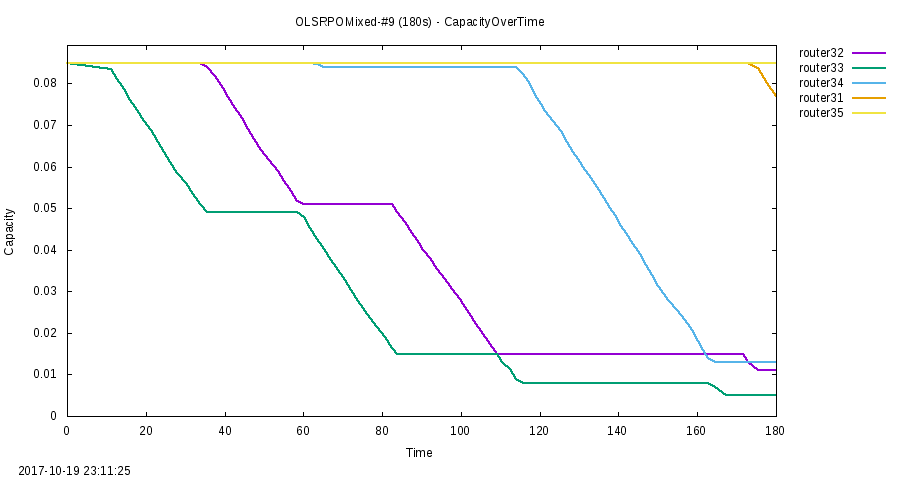 OLSRPOMixed-#9 (180s) - CapacityOverTime
router32
router33
router34
router31
router35
0.08
0.07
0.06
0.05
0.04
0.03
0.02
0.01
0
Capacity
0 20 40 60 80 100 120 140 160 180
Time
2017-10-19 23:11:25